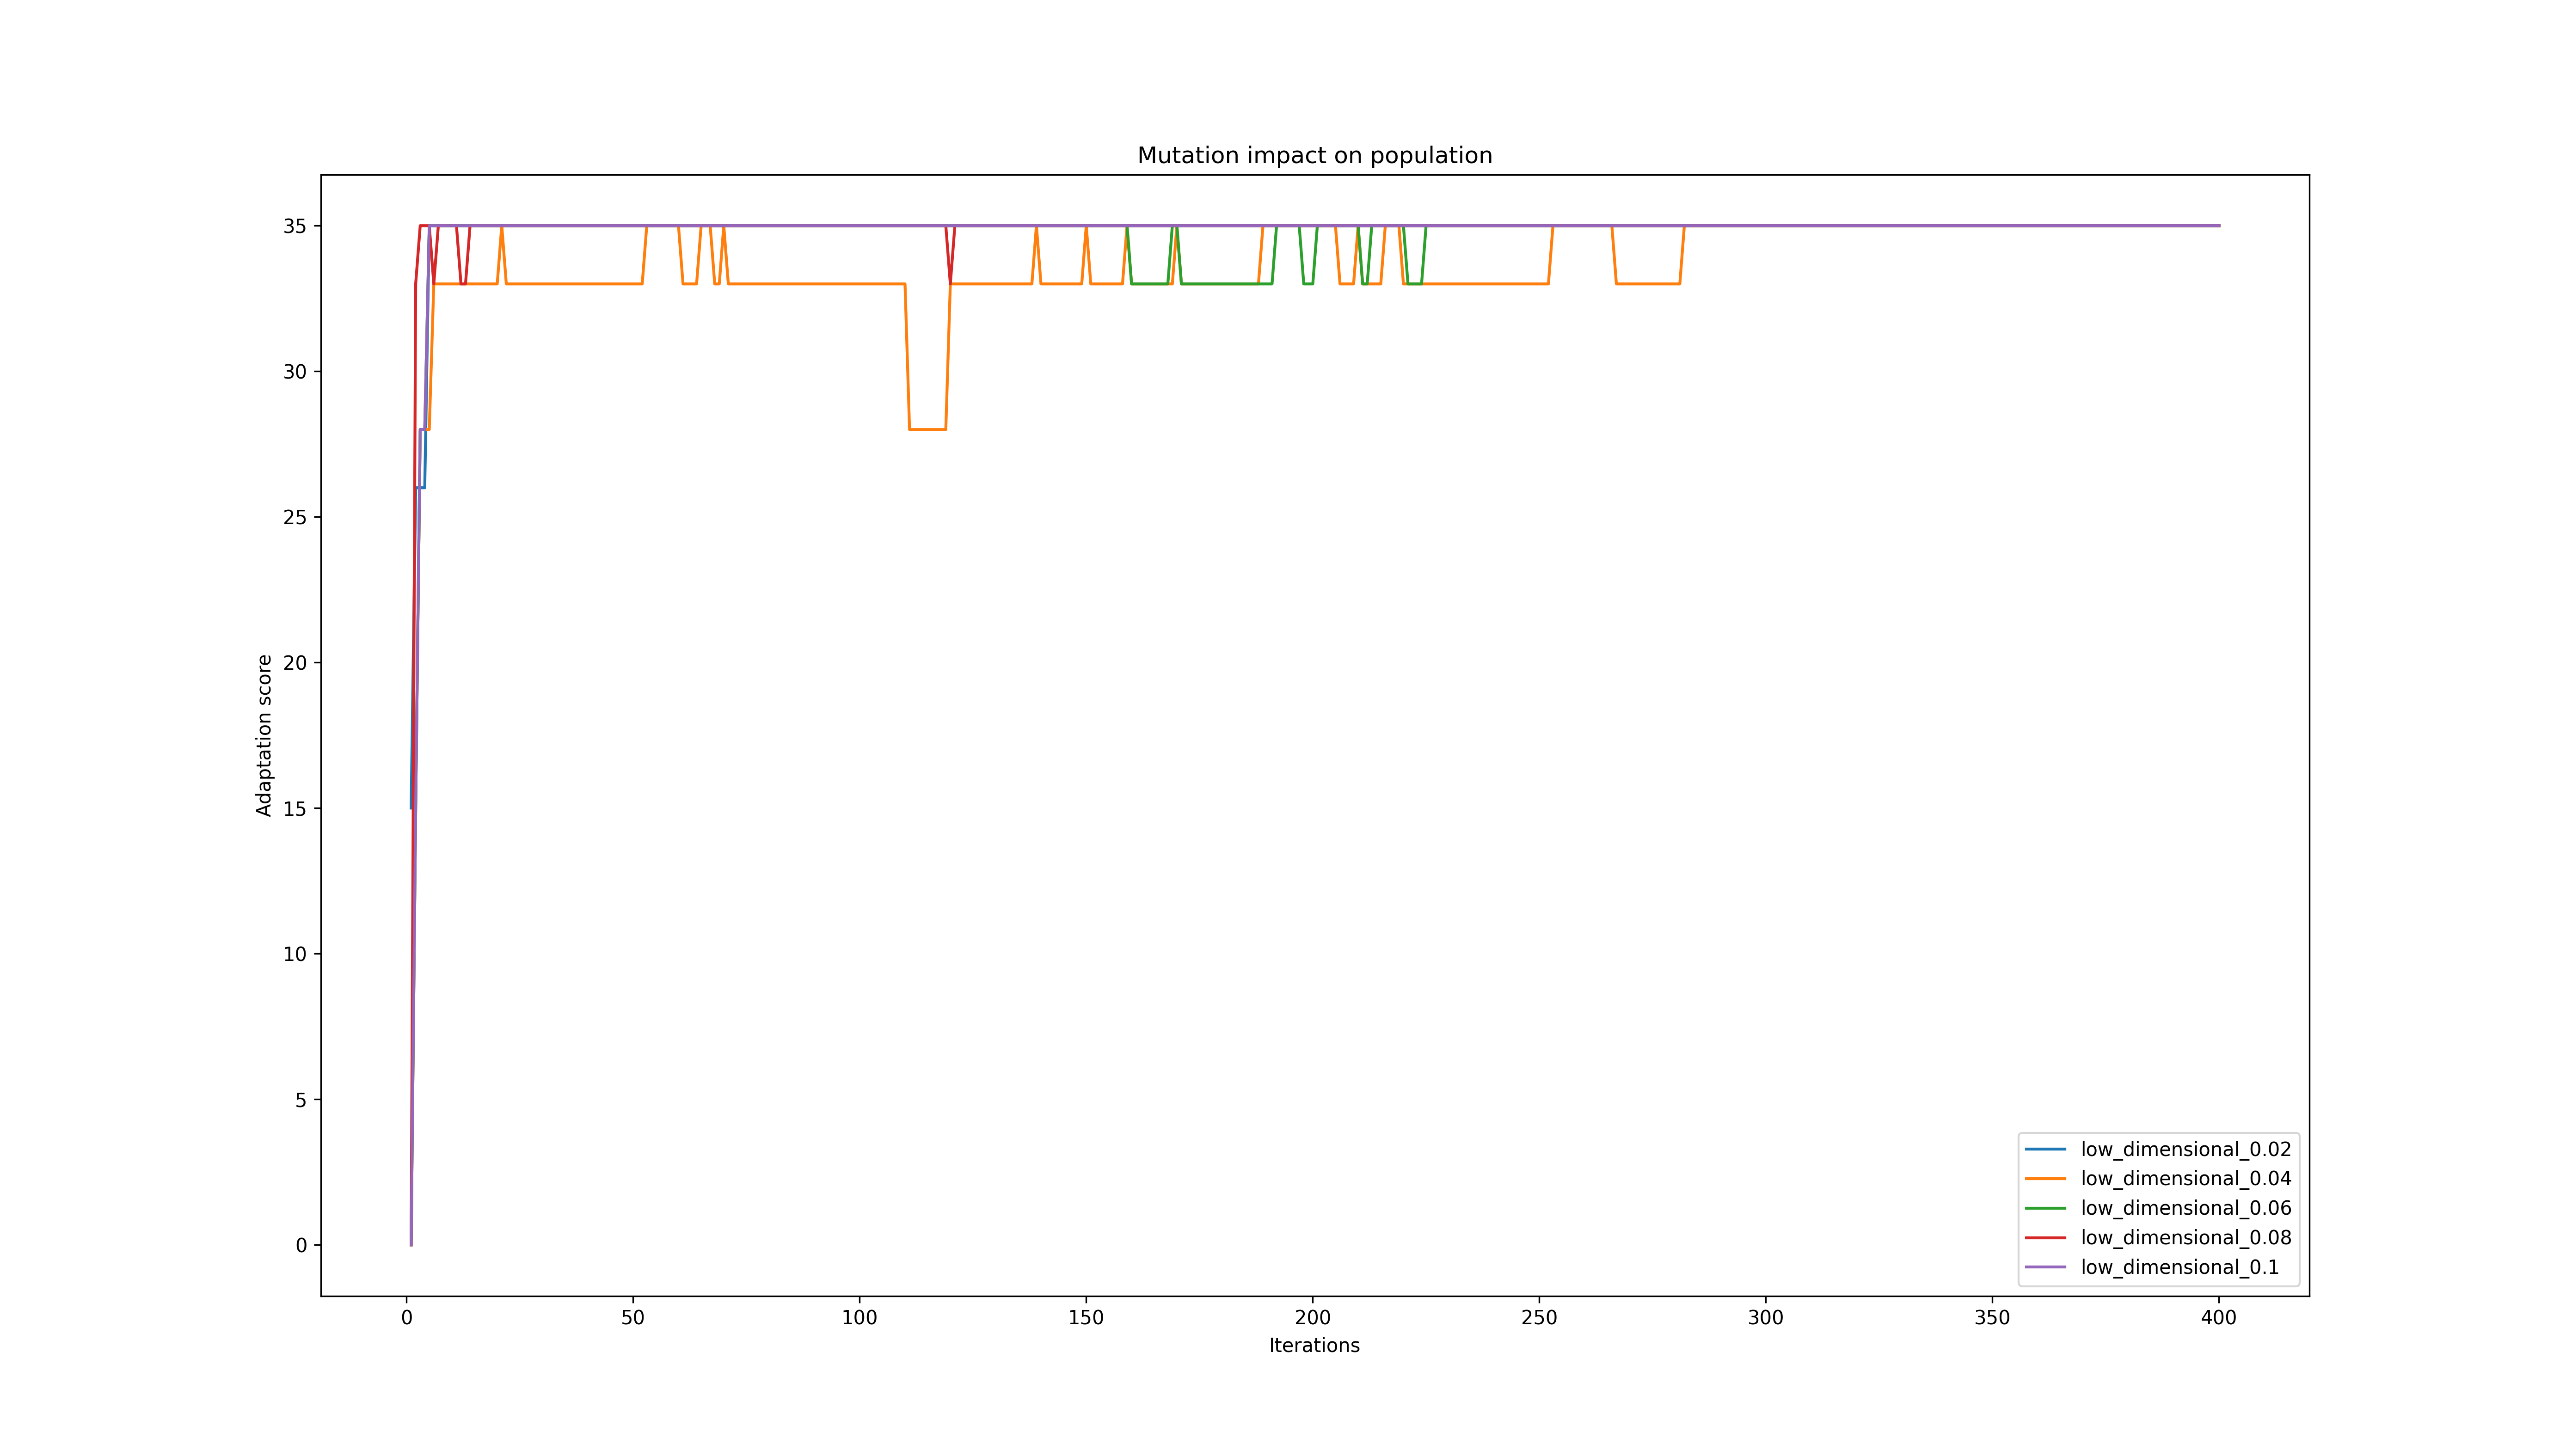 Mutation impact on population
Adaptation score
35
30
25
20
15
10
5
0
0 50 100 150 200 250 300 350 400
Iterations
low_dimensional_0.02
low_dimensional_0.04
low_dimensional_0.06
low_dimensional_0.08
low_dimensional_0.1